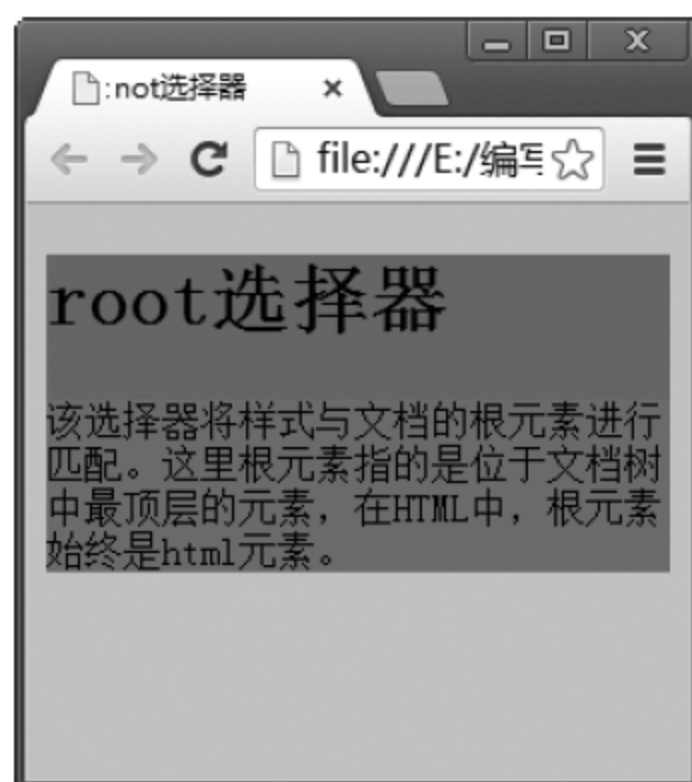 :not选择器
file:///E:/编写
root选择器
该选择器将样式与文档的根元素进行
匹配。这里根元素指的是位于文档树
中最顶层的元素，在HTML中，根元素
始终是html元素。